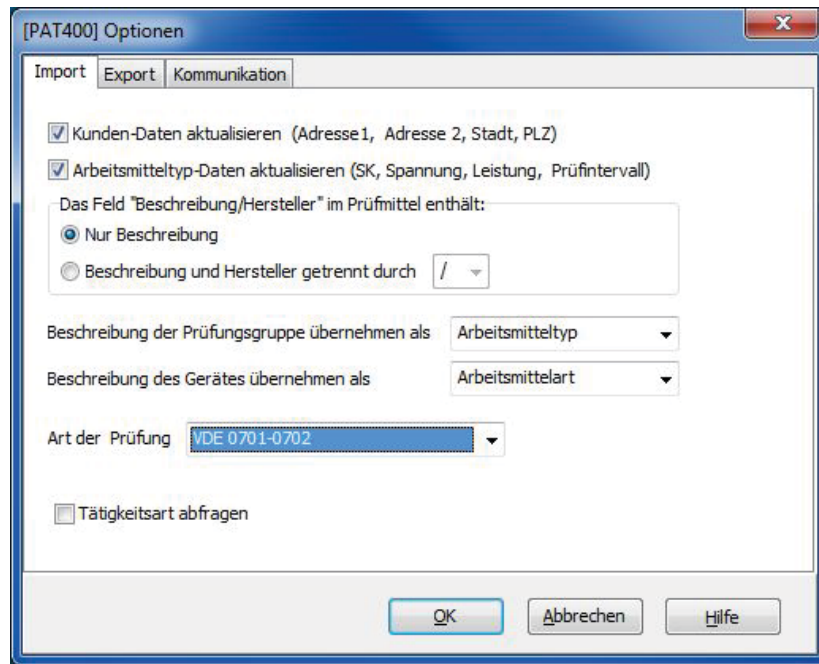 [PAT400] Optionen
Import Export Kommunikation
Kunden-Daten aktualisieren (Adresse1, Adresse 2, Stadt, PLZ)
Arbeitsmitteltyp-Daten aktualisieren (SK, Spannung, Leistung, Prüfintervall)
Das Feld "Beschreibung/Hersteller" im Prüfmittel enthält:
Nur Beschreibung
Beschreibung und Hersteller getrennt durch /
Beschreibung der Prüfungsgruppe übernehmen als Arbeitsmitteltyp
Beschreibung des Gerätes übernehmen als Arbeitsmittelart
Art der Prüfung VDE 0701-0702
Tätigkeitsart abfragen
OK Abbrechen Hilfe